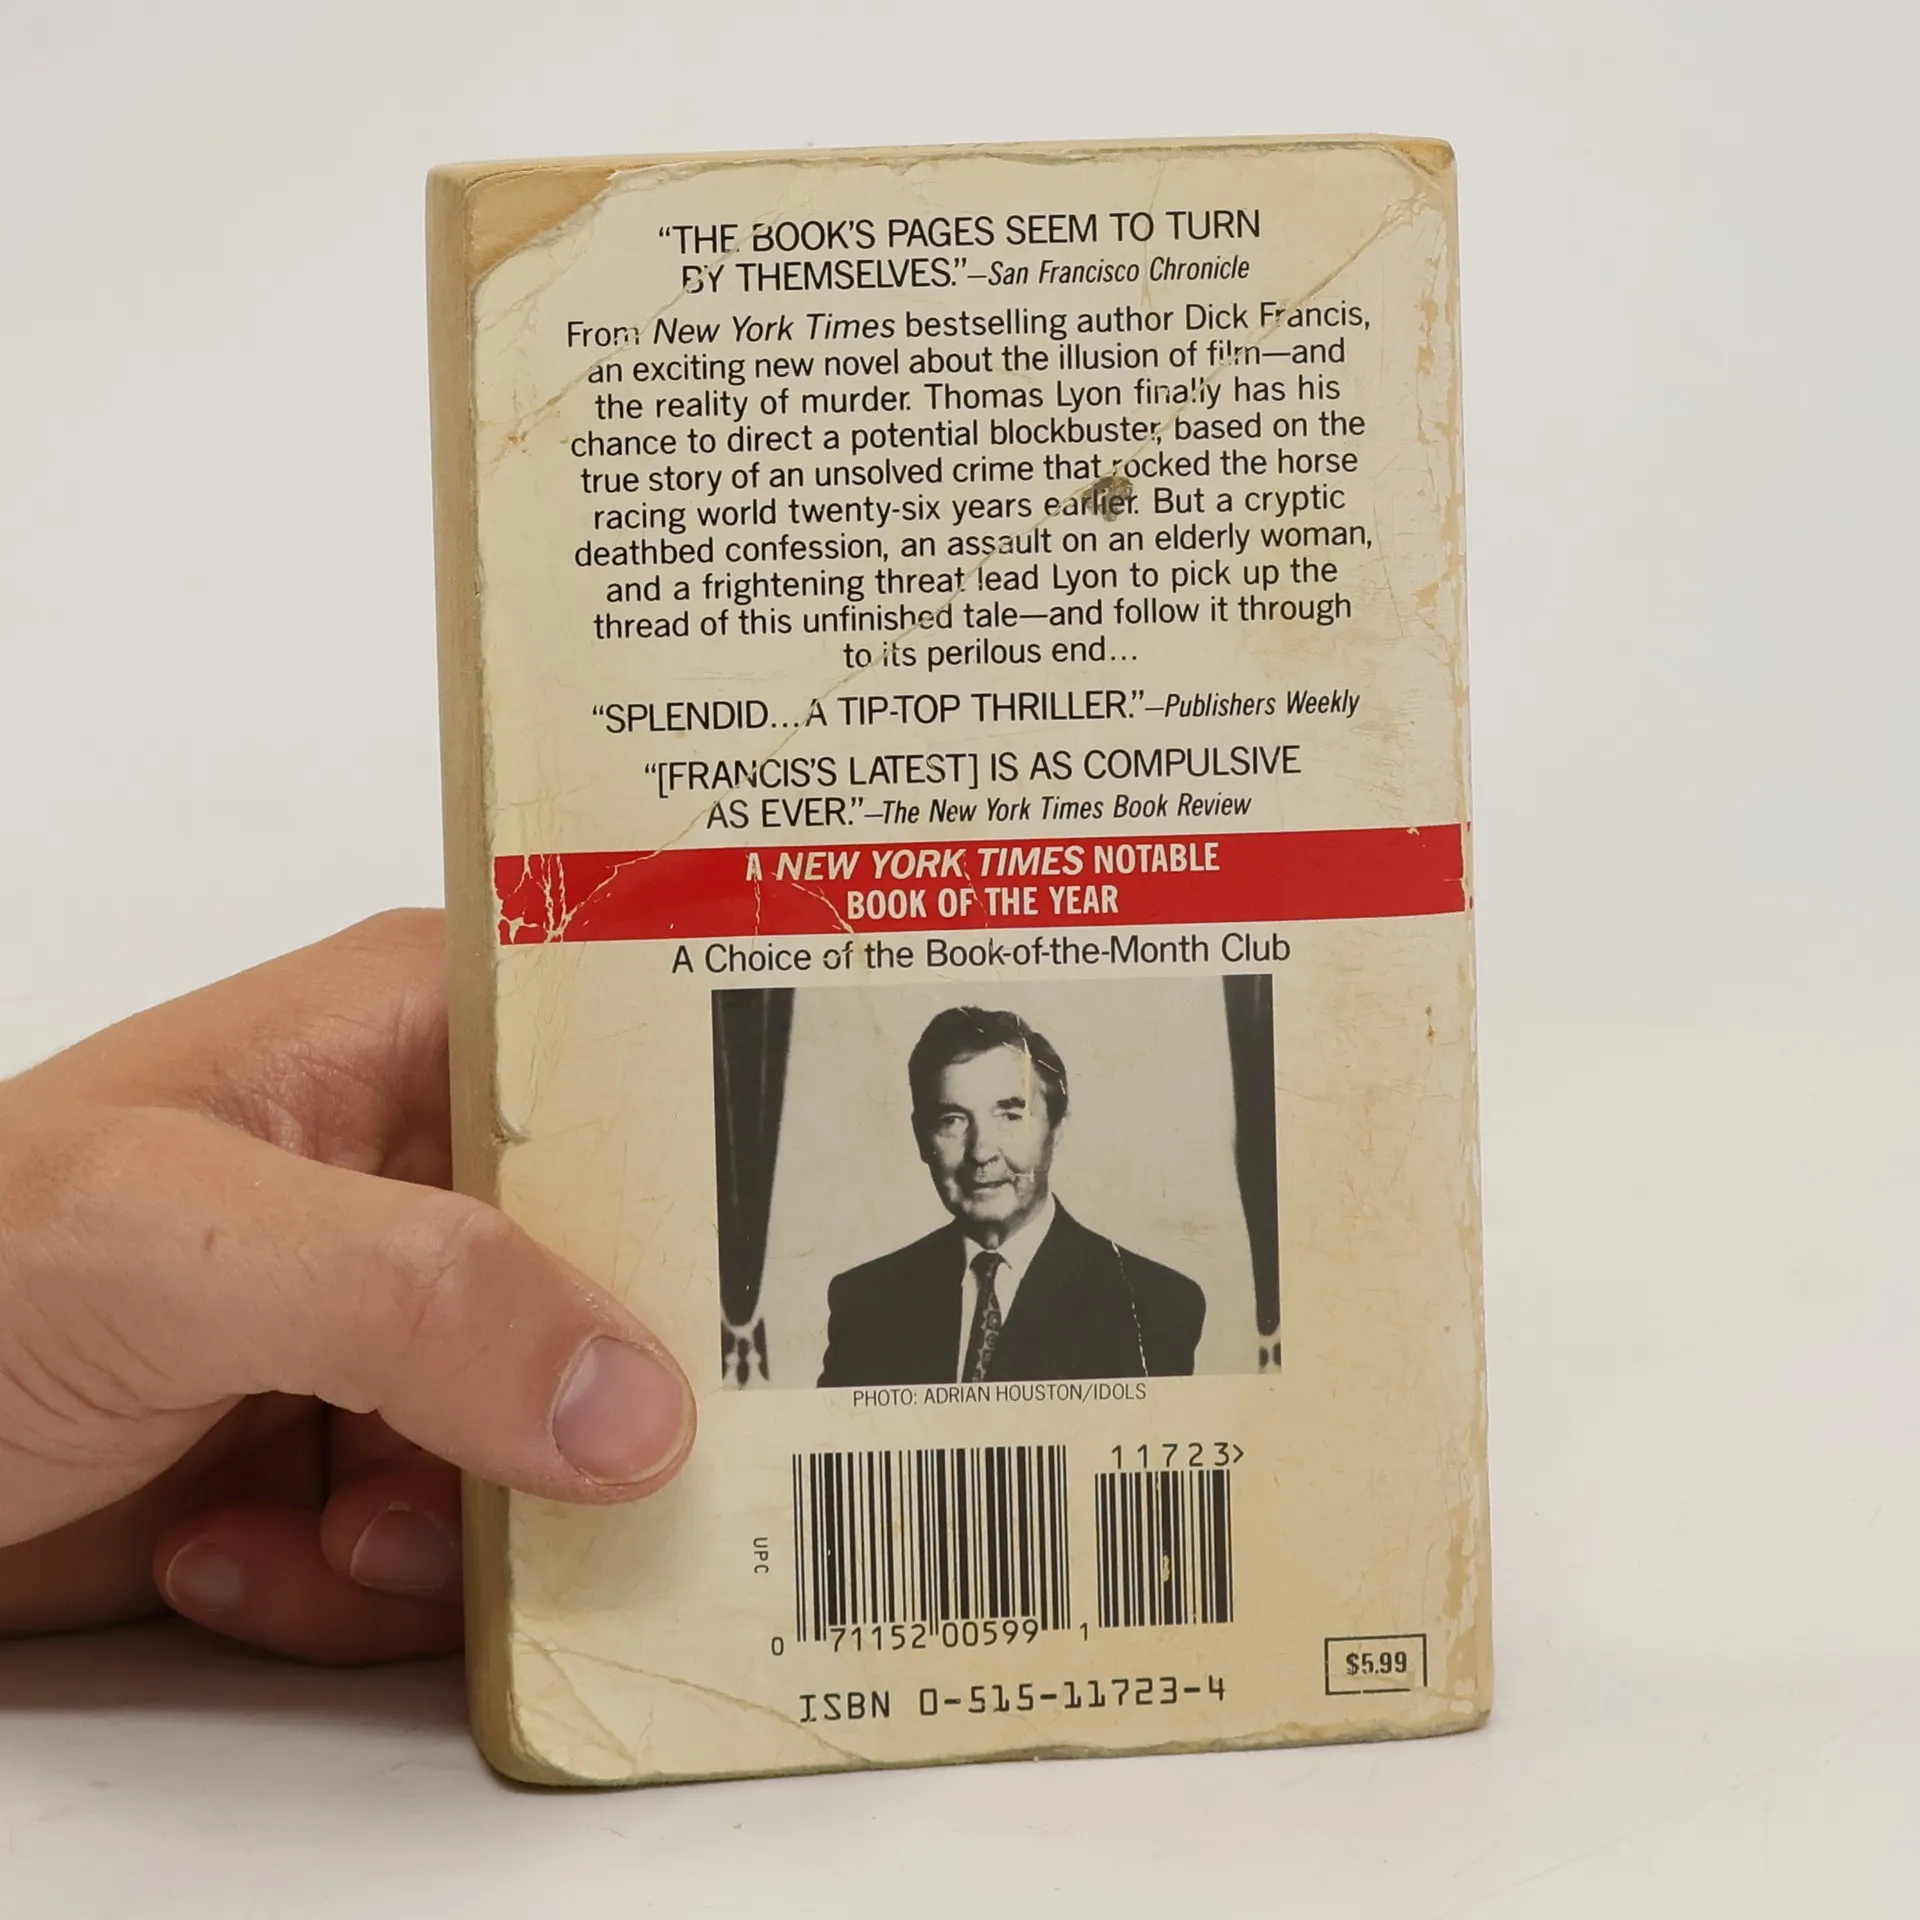 “THE BOOK’S PAGES SEEM TO TURN
BY THEMSELVES.”—San Francisco Chronicle
From New York Times bestselling author Dick Francis,
an exciting new novel about the illusion of film—and
the reality of murder. Thomas Lyon finally has his
chance to direct a potential blockbuster, based on the
true story of an unsolved crime that rocked the horse
racing world twenty-six years earlier. But a cryptic
deathbed confession, an assault on an elderly woman,
and a frightening threat lead Lyon to pick up the
thread of this unfinished tale—and follow it through
to its perilous end...
“SPLENDID...A TIP-TOP THRILLER.”—Publishers Weekly
“[FRANCIS’S LATEST] IS AS COMPULSIVE
AS EVER.”—The New York Times Book Review
A NEW YORK TIMES NOTABLE
BOOK OF THE YEAR
A Choice of the Book-of-the-Month Club
PHOTO: ADRIAN HOUSTON/IDOLS
11723>
UPC
0 71152 00599 1
$5.99
ISBN 0-515-11723-4